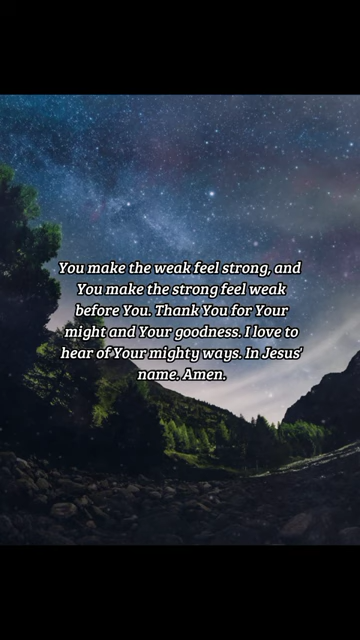 You make the weak feel strong, and
You make the strong feel weak
before You. Thank You for Your
might and Your goodness. I love to
hear of Your mighty ways. In Jesus'
name. Amen.